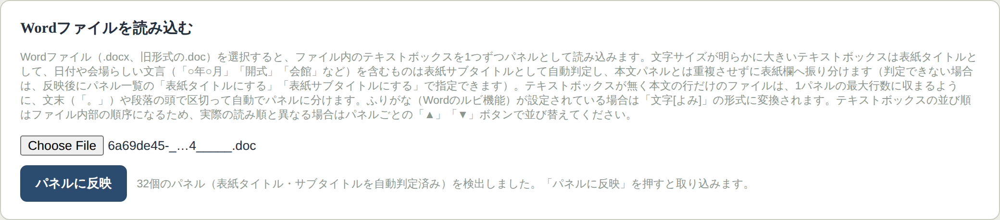 Wordファイルを読み込む
Wordファイル（.docx、旧形式の.doc）を選択すると、ファイル内のテキストボックスを1つずつパネルとして読み込みます。文字サイズが明らかに大きいテキストボックスは表紙タイトルと
して、日付や会場らしい文言（「○年○月」「開式」「会館」など）を含むものは表紙サブタイトルとして自動判定し、本文パネルとは重複させずに表紙欄へ振り分けます（判定できない場合
は、反映後にパネル一覧の「表紙タイトルにする」「表紙サブタイトルにする」で指定できます）。テキストボックスが無く本文の行だけのファイルは、1パネルの最大行数に収まるよう
に、文末（「。」）や段落の頭で区切って自動でパネルに分けます。ふりがな（Wordのルビ機能）が設定されている場合は「文字[よみ]」の形式に変換されます。テキストボックスの並び順
はファイル内部の順序になるため、実際の読み順と異なる場合はパネルごとの「▲」「▼」ボタンで並び替えてください。
Choose File 6a69de45-_…4_____.doc
パネルに反映 32個のパネル（表紙タイトル・サブタイトルを自動判定済み）を検出しました。「パネルに反映」を押すと取り込みます。